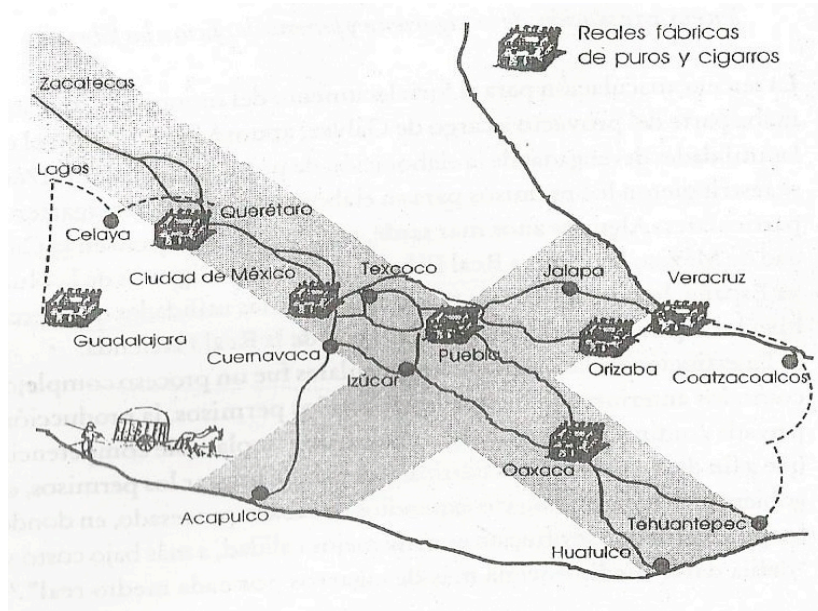 Reales fábricas
de puros y cigarros
Zacatecas
Lagos
Celaya
Querétaro
Ciudad de México
Texcoco
Jalapa
Veracruz
Guadalajara
Cuernavaca
Izúcar
Puebla
Orizaba
Coatzacoalcos
Oaxaca
Acapulco
Tehuantepec
Huatulco